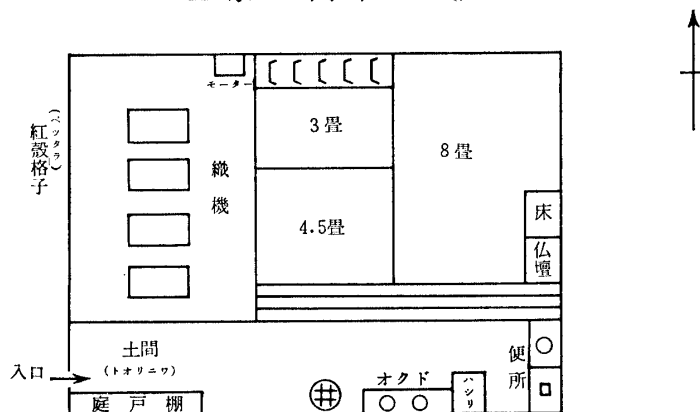 モーター
紅殻格子
(ベッタラ)
織機
3畳
8畳
4.5畳
床
仏壇
土間
(トオリニワ)
入口
庭戸棚
オクド
ハシリ
便所